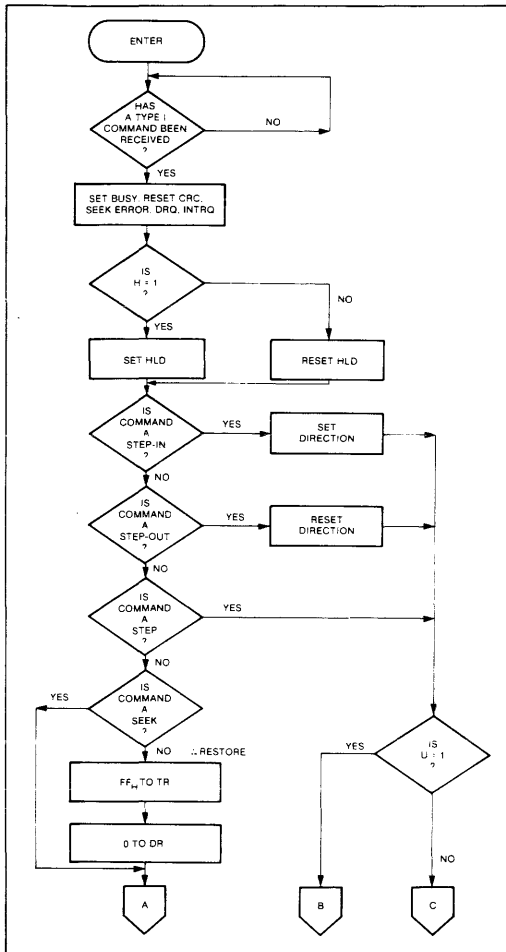 ENTER
HAS
A TYPE I
COMMAND BEEN
RECEIVED
?
NO
YES
SET BUSY, RESET CRC,
SEEK ERROR, DRQ, INTRQ
IS
H = 1
?
NO
YES
SET HLD
RESET HLD
IS
COMMAND
A
STEP-IN
?
YES
SET
DIRECTION
NO
IS
COMMAND
A
STEP-OUT
?
YES
RESET
DIRECTION
NO
IS
COMMAND
A
STEP
?
YES
NO
IS
COMMAND
A
SEEK
?
YES
NO ∴ RESTORE
IS
U = 1
?
YES
NO
FFH TO TR
0 TO DR
A
B
C